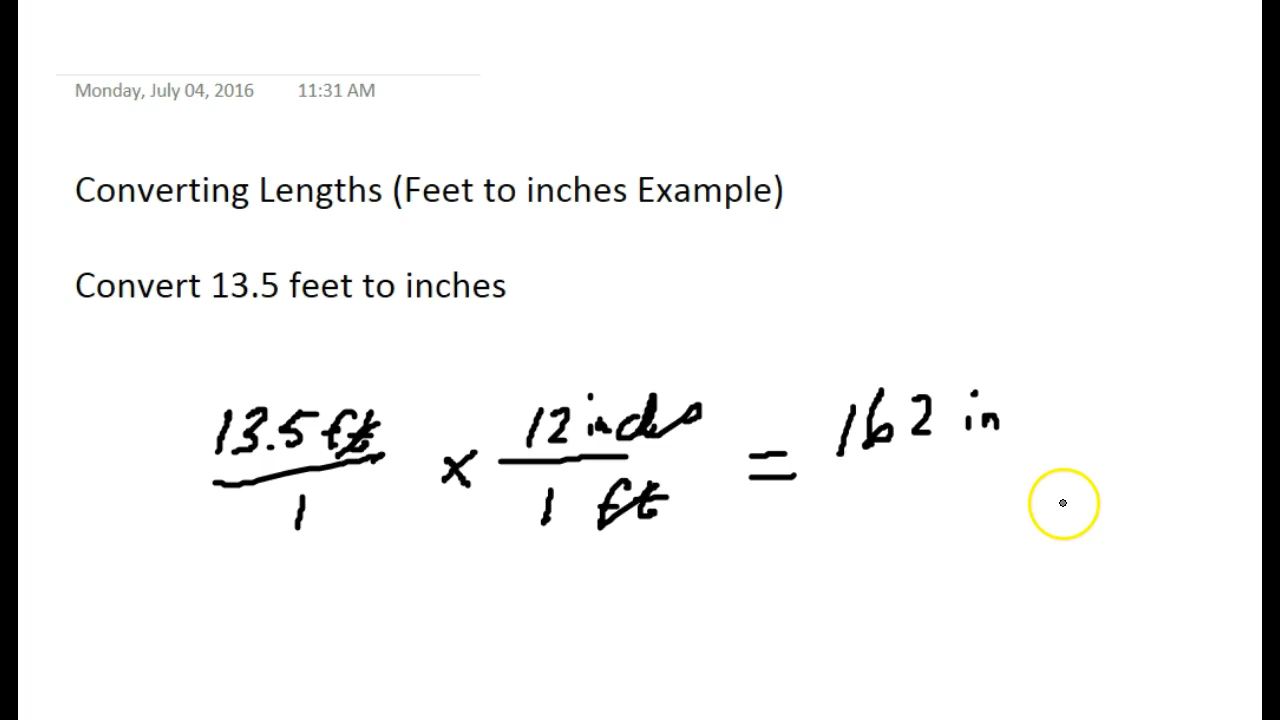 Monday, July 04, 2016 11:31 AM
Converting Lengths (Feet to inches Example)
Convert 13.5 feet to inches
13.5 ft / 1 × 12 inches / 1 ft = 162 in